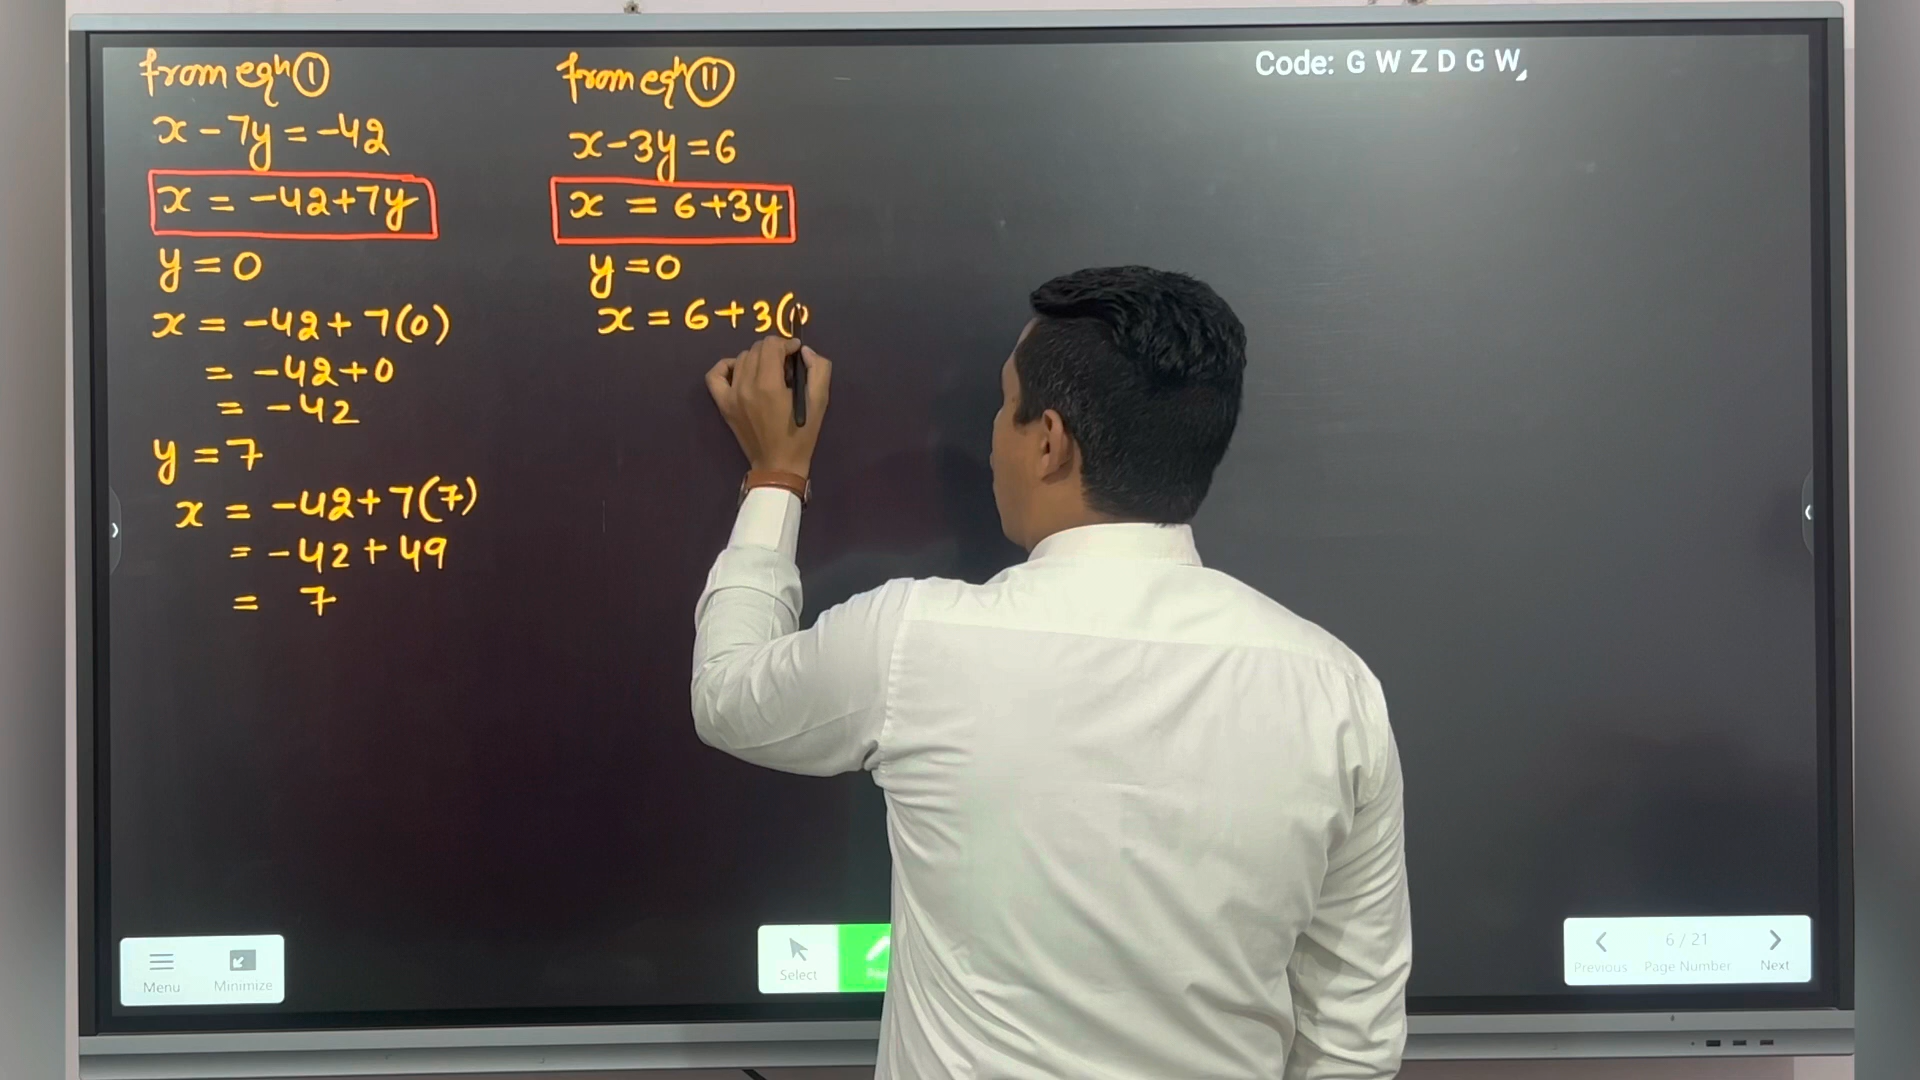 from eqⁿ ①
x - 7y = -42
x = -42+7y
y = 0
x = -42 + 7(0)
= -42+0
= -42
y = 7
x = -42+7(7)
= -42 + 49
= 7
from eqⁿ ⑪
x-3y=6
x = 6+3y
y=0
x = 6+3(
Code: G W Z D G W
Menu
Minimize
Select
Previous
6 / 21
Page Number
Next